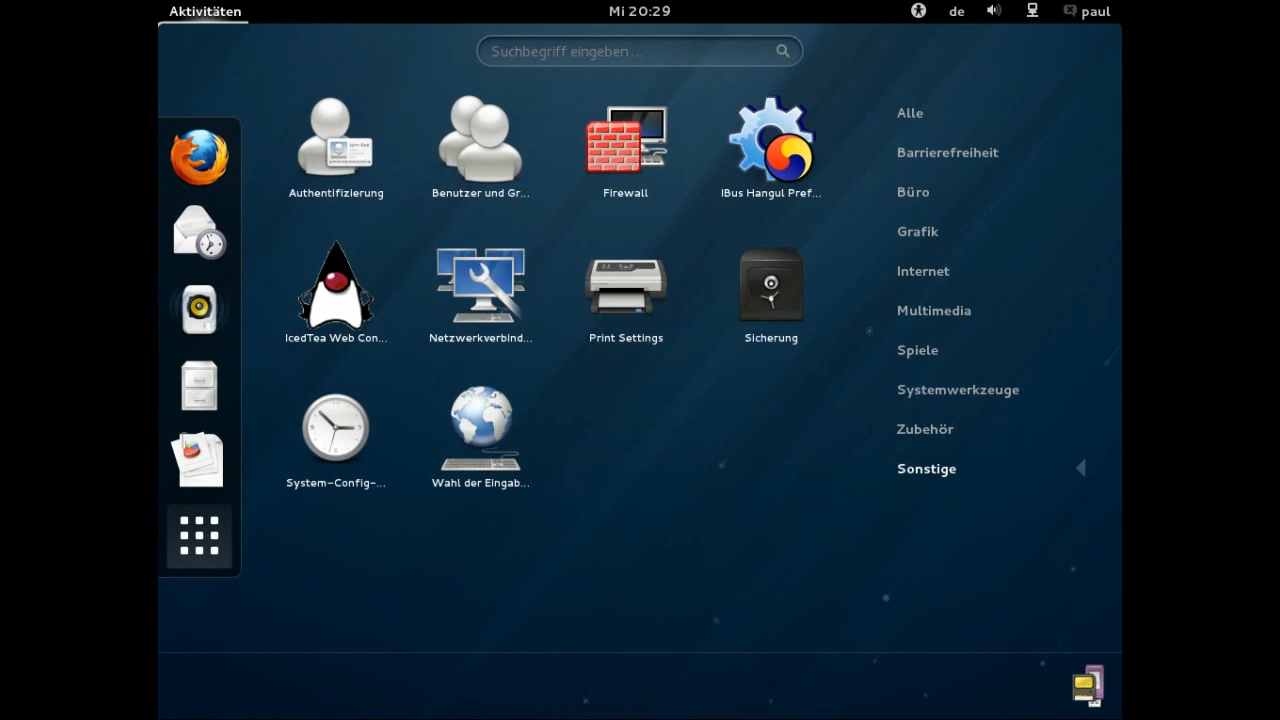 Aktivitäten
Mi 20:29
de
paul
Suchbegriff eingeben ...
Authentifizierung
Benutzer und Gr...
Firewall
IBus Hangul Pref...
IcedTea Web Con...
Netzwerkverbind...
Print Settings
Sicherung
System-Config-...
Wahl der Eingab...
Alle
Barrierefreiheit
Büro
Grafik
Internet
Multimedia
Spiele
Systemwerkzeuge
Zubehör
Sonstige